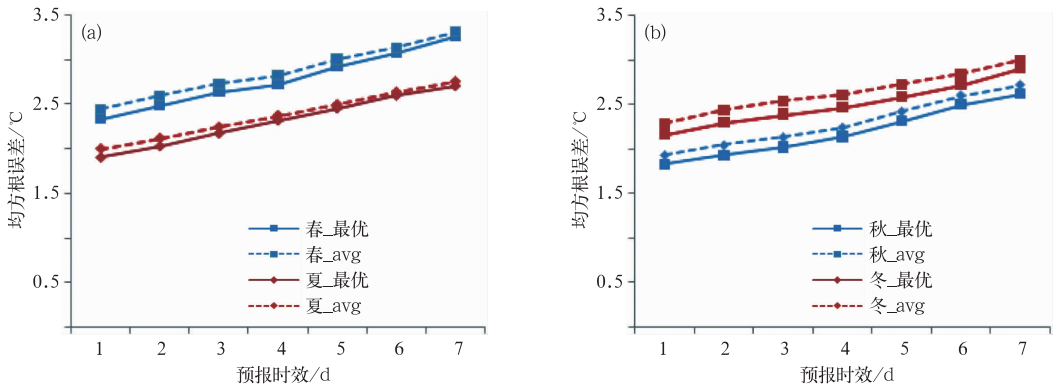 (a)
3.5
2.5
1.5
0.5
均方根误差/℃
春_最优
春_avg
夏_最优
夏_avg
1 2 3 4 5 6 7
预报时效/d
(b)
3.5
2.5
1.5
0.5
均方根误差/℃
秋_最优
秋_avg
冬_最优
冬_avg
1 2 3 4 5 6 7
预报时效/d